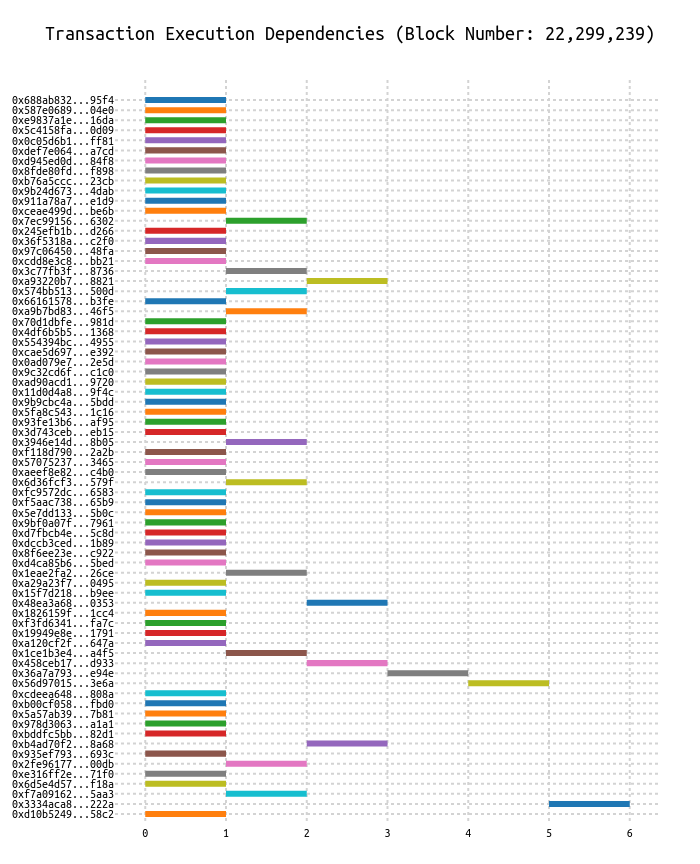 Transaction Execution Dependencies (Block Number: 22,299,239)
0x688ab832...95f4
0x587e0689...04e0
0xe9837a1e...16da
0x5c4158fa...0d09
0x0c05d6b1...ff81
0xdef7e064...a7cd
0xd945ed0d...84f8
0x8fde80fd...f898
0xb76a5ccc...23cb
0x9b24d673...4dab
0x911a78a7...e1d9
0xceae499d...be6b
0x7ec99156...6302
0x245efb1b...d266
0x36f5318a...c2f0
0x97c06450...48fa
0xcdd8e3c8...bb21
0x3c77fb3f...8736
0xa93220b7...8821
0x574bb513...500d
0x66161578...b3fe
0xa9b7bd83...46f5
0x70d1dbfe...981d
0x4df6b5b5...1368
0x554394bc...4955
0xcae5d697...e392
0x0ad079e7...2e5d
0x9c32cd6f...c1c0
0xad90acd1...9720
0x11d0d4a8...9f4c
0x9b9cbc4a...5bdd
0x5fa8c543...1c16
0x93fe13b6...af95
0x3d743ceb...eb15
0x3946e14d...8b05
0xf118d790...2a2b
0x57075237...3465
0xaeef8e82...c4b0
0x6d36fcf3...579f
0xfc9572dc...6583
0xf5aac738...65b9
0x5e7dd133...5b0c
0x9bf0a07f...7961
0xd7fbcb4e...5c8d
0xdccb3ced...1b89
0x8f6ee23e...c922
0xd4ca85b6...5bed
0x1eae2fa2...26ce
0xa29a23f7...0495
0x15f7d218...b9ee
0x48ea3a68...0353
0x1826159f...1cc4
0xf3fd6341...fa7c
0x19949e8e...1791
0xa120cf2f...647a
0x1ce1b3e4...a4f5
0x458ceb17...d933
0x36a7a793...e94e
0x56d97015...3e6a
0xcdeea648...808a
0xb00cf058...fbd0
0x5a57ab39...7b81
0x978d3063...a1a1
0xbddfc5bb...82d1
0xb4ad70f2...8a68
0x935ef793...693c
0x2fe96177...00db
0xe316ff2e...71f0
0x6d5e4d57...f18a
0xf7a09162...5aa3
0x3334aca8...222a
0xd10b5249...58c2
0 1 2 3 4 5 6